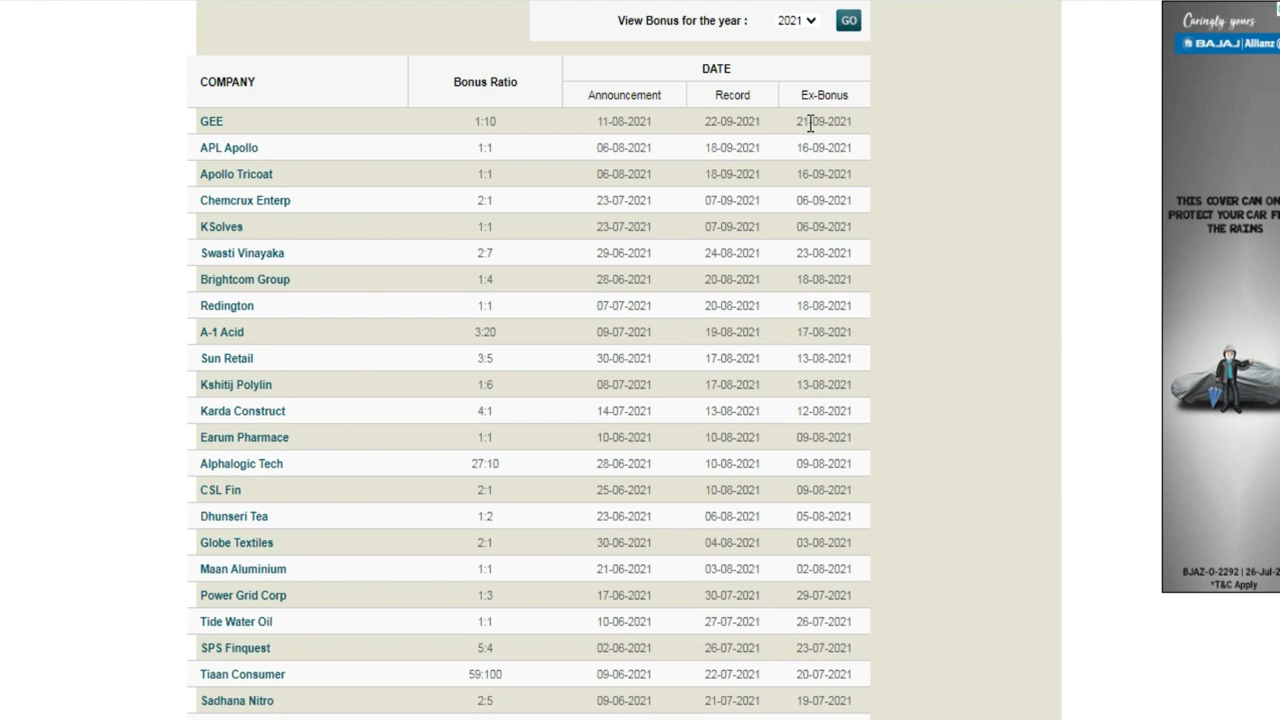 View Bonus for the year : 2021 GO
COMPANY Bonus Ratio DATE
Announcement Record Ex-Bonus
GEE 1:10 11-08-2021 22-09-2021 21-09-2021
APL Apollo 1:1 06-08-2021 18-09-2021 16-09-2021
Apollo Tricoat 1:1 06-08-2021 18-09-2021 16-09-2021
Chemcrux Enterp 2:1 23-07-2021 07-09-2021 06-09-2021
KSolves 1:1 23-07-2021 07-09-2021 06-09-2021
Swasti Vinayaka 2:7 29-06-2021 24-08-2021 23-08-2021
Brightcom Group 1:4 28-06-2021 20-08-2021 18-08-2021
Redington 1:1 07-07-2021 20-08-2021 18-08-2021
A-1 Acid 3:20 09-07-2021 19-08-2021 17-08-2021
Sun Retail 3:5 30-06-2021 17-08-2021 13-08-2021
Kshitij Polylin 1:6 08-07-2021 17-08-2021 13-08-2021
Karda Construct 4:1 14-07-2021 13-08-2021 12-08-2021
Earum Pharmace 1:1 10-06-2021 10-08-2021 09-08-2021
Alphalogic Tech 27:10 28-06-2021 10-08-2021 09-08-2021
CSL Fin 2:1 25-06-2021 10-08-2021 09-08-2021
Dhunseri Tea 1:2 23-06-2021 06-08-2021 05-08-2021
Globe Textiles 2:1 30-06-2021 04-08-2021 03-08-2021
Maan Aluminium 1:1 21-06-2021 03-08-2021 02-08-2021
Power Grid Corp 1:3 17-06-2021 30-07-2021 29-07-2021
Tide Water Oil 1:1 10-06-2021 27-07-2021 26-07-2021
SPS Finquest 5:4 02-06-2021 26-07-2021 23-07-2021
Tiaan Consumer 59:100 09-06-2021 22-07-2021 20-07-2021
Sadhana Nitro 2:5 09-06-2021 21-07-2021 19-07-2021
Caringly yours
BAJAJ Allianz
THIS COVER CAN ON
PROTECT YOUR CAR F
THE RAINS
BJAZ-O-2292 | 26-Jul-2
*T&C Apply